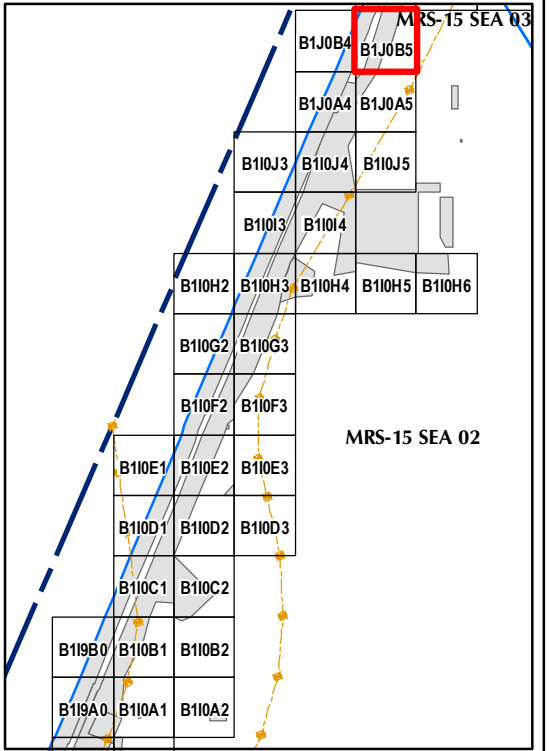 MRS-15 SEA 03
B1J0B4 B1J0B5
B1J0A4 B1J0A5
B1I0J3 B1I0J4 B1I0J5
B1I0I3 B1I0I4
B1I0H2 B1I0H3 B1I0H4 B1I0H5 B1I0H6
B1I0G2 B1I0G3
B1I0F2 B1I0F3
MRS-15 SEA 02
B1I0E1 B1I0E2 B1I0E3
B1I0D1 B1I0D2 B1I0D3
B1I0C1 B1I0C2
B1I9B0 B1I0B1 B1I0B2
B1I9A0 B1I0A1 B1I0A2